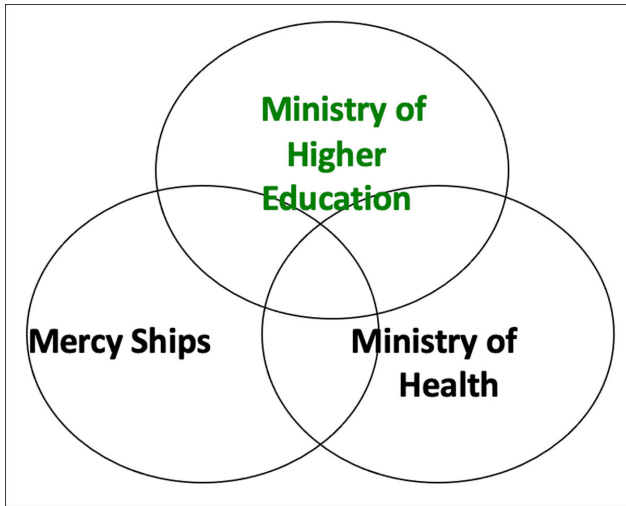 Ministry of
Higher
Education
Mercy Ships
Ministry of
Health